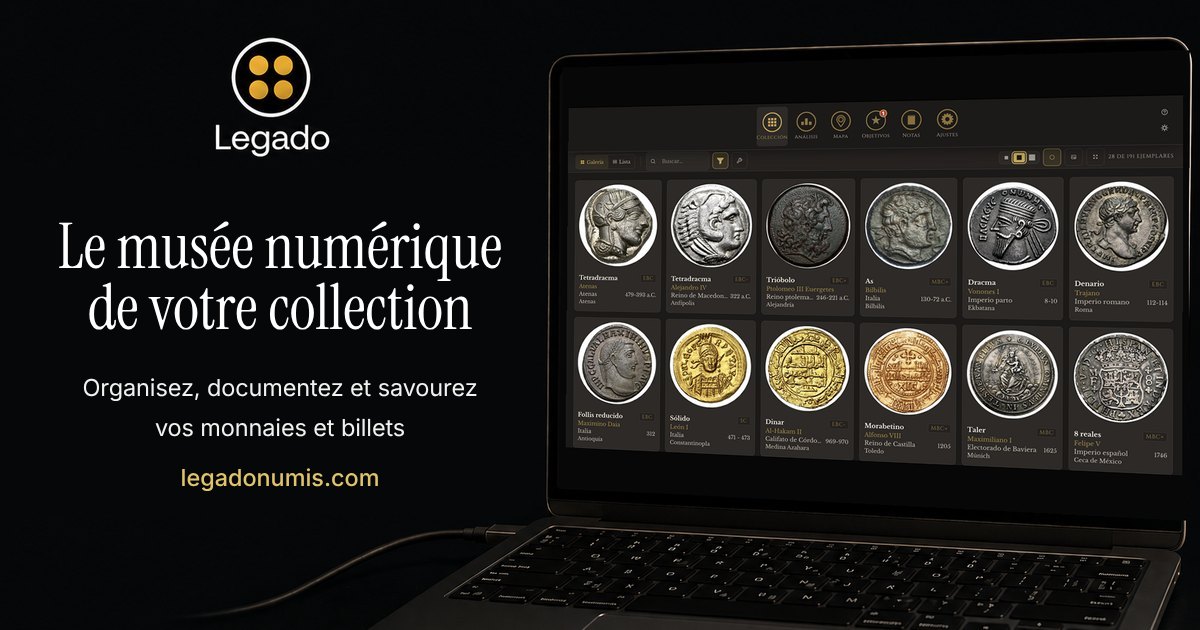 Legado
Le musée numérique
de votre collection
Organisez, documentez et savourez
vos monnaies et billets
legadonumis.com
COLECCIÓN ANÁLISIS MAPA OBJETIVOS NOTAS AJUSTES
1
Galería Lista Buscar... 28 DE 191 EJEMPLARES
Tetradracma EBC
Atenas
Atenas 479-393 a.C.
Atenas
Tetradracma EBC
Alejandro IV
Reino de Macedon... 322 a.C.
Anfípolis
Trióbolo EBC+
Ptolomeo III Euergetes
Reino ptolema... 246-221 a.C.
Alejandría
As MBC+
Bilbilis
Italia 130-72 a.C.
Bilbilis
Dracma EBC
Vonones I
Imperio parto 8-10
Ekbatana
Denario EBC
Trajano
Imperio romano 112-114
Roma
Follis reducido EBC
Maximino Daia
Italia 312
Antioquía
Sólido SC
León I
Italia 471 - 473
Constantinopla
Dinar EBC
Al-Hakam II
Califato de Córdo... 969-970
Medina Azahara
Morabetino MBC+
Alfonso VIII
Reino de Castilla 1205
Toledo
Taler MBC
Maximiliano I
Electorado de Baviera 1625
Múnich
8 reales MBC+
Felipe V
Imperio español 1746
Ceca de México